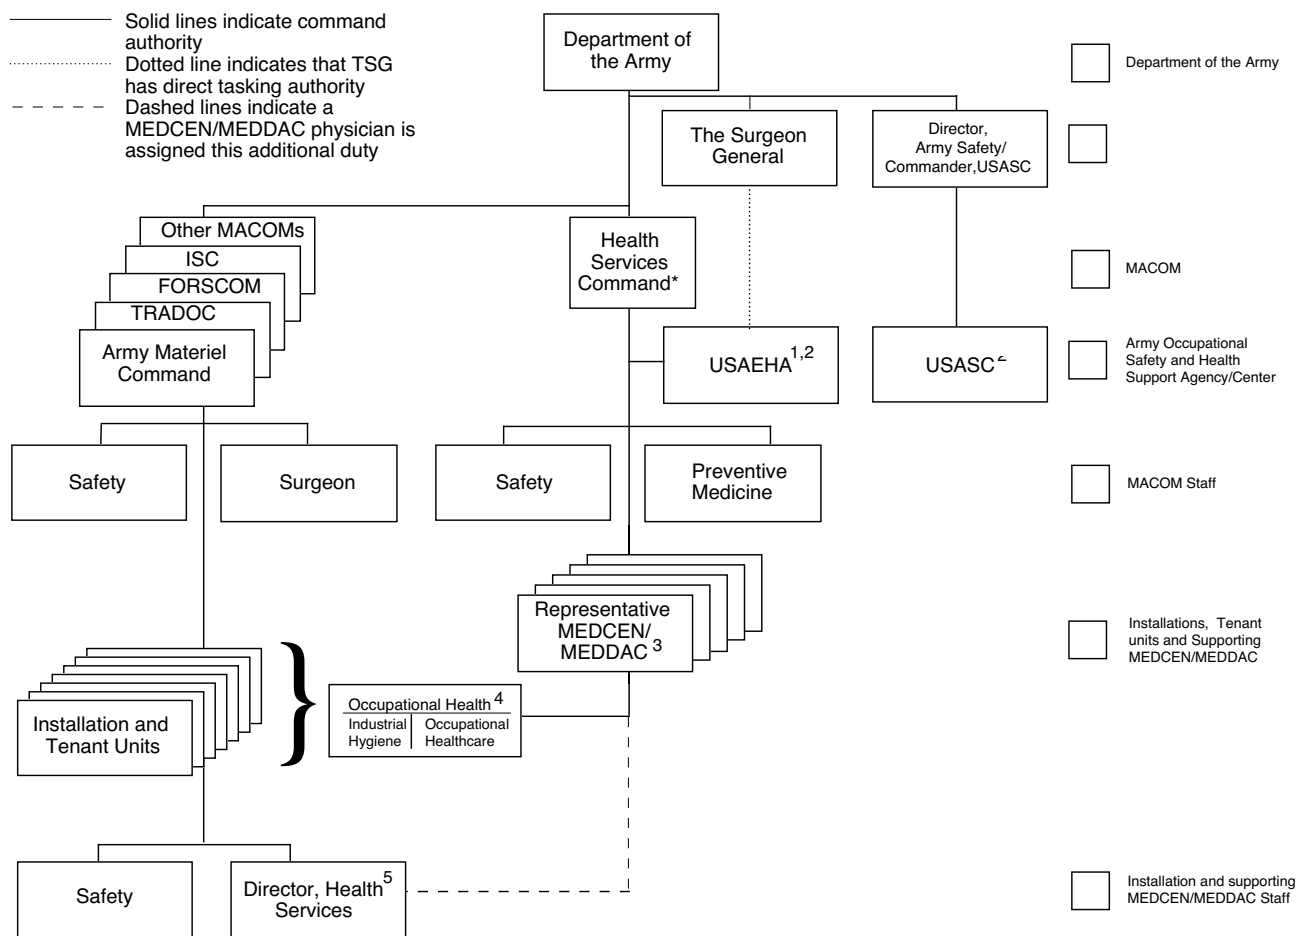 Solid lines indicate command
authority
Dotted line indicates that TSG
has direct tasking authority
Dashed lines indicate a
MEDCEN/MEDDAC physician is
assigned this additional duty
Department of
the Army
Department of the Army
The Surgeon
General
Director,
Army Safety/
Commander,USASC
Other MACOMs
ISC
FORSCOM
TRADOC
Army Materiel
Command
Health
Services
Command*
MACOM
USAEHA1,2
USASC2
Army Occupational
Safety and Health
Support Agency/Center
Safety
Surgeon
Safety
Preventive
Medicine
MACOM Staff
Representative
MEDCEN/
MEDDAC 3
Installations, Tenant
units and Supporting
MEDCEN/MEDDAC
Installation and
Tenant Units
}
Occupational Health4
Industrial
Hygiene
Occupational
Healthcare
Safety
Director, Health5
Services
Installation and supporting
MEDCEN/MEDDAC Staff